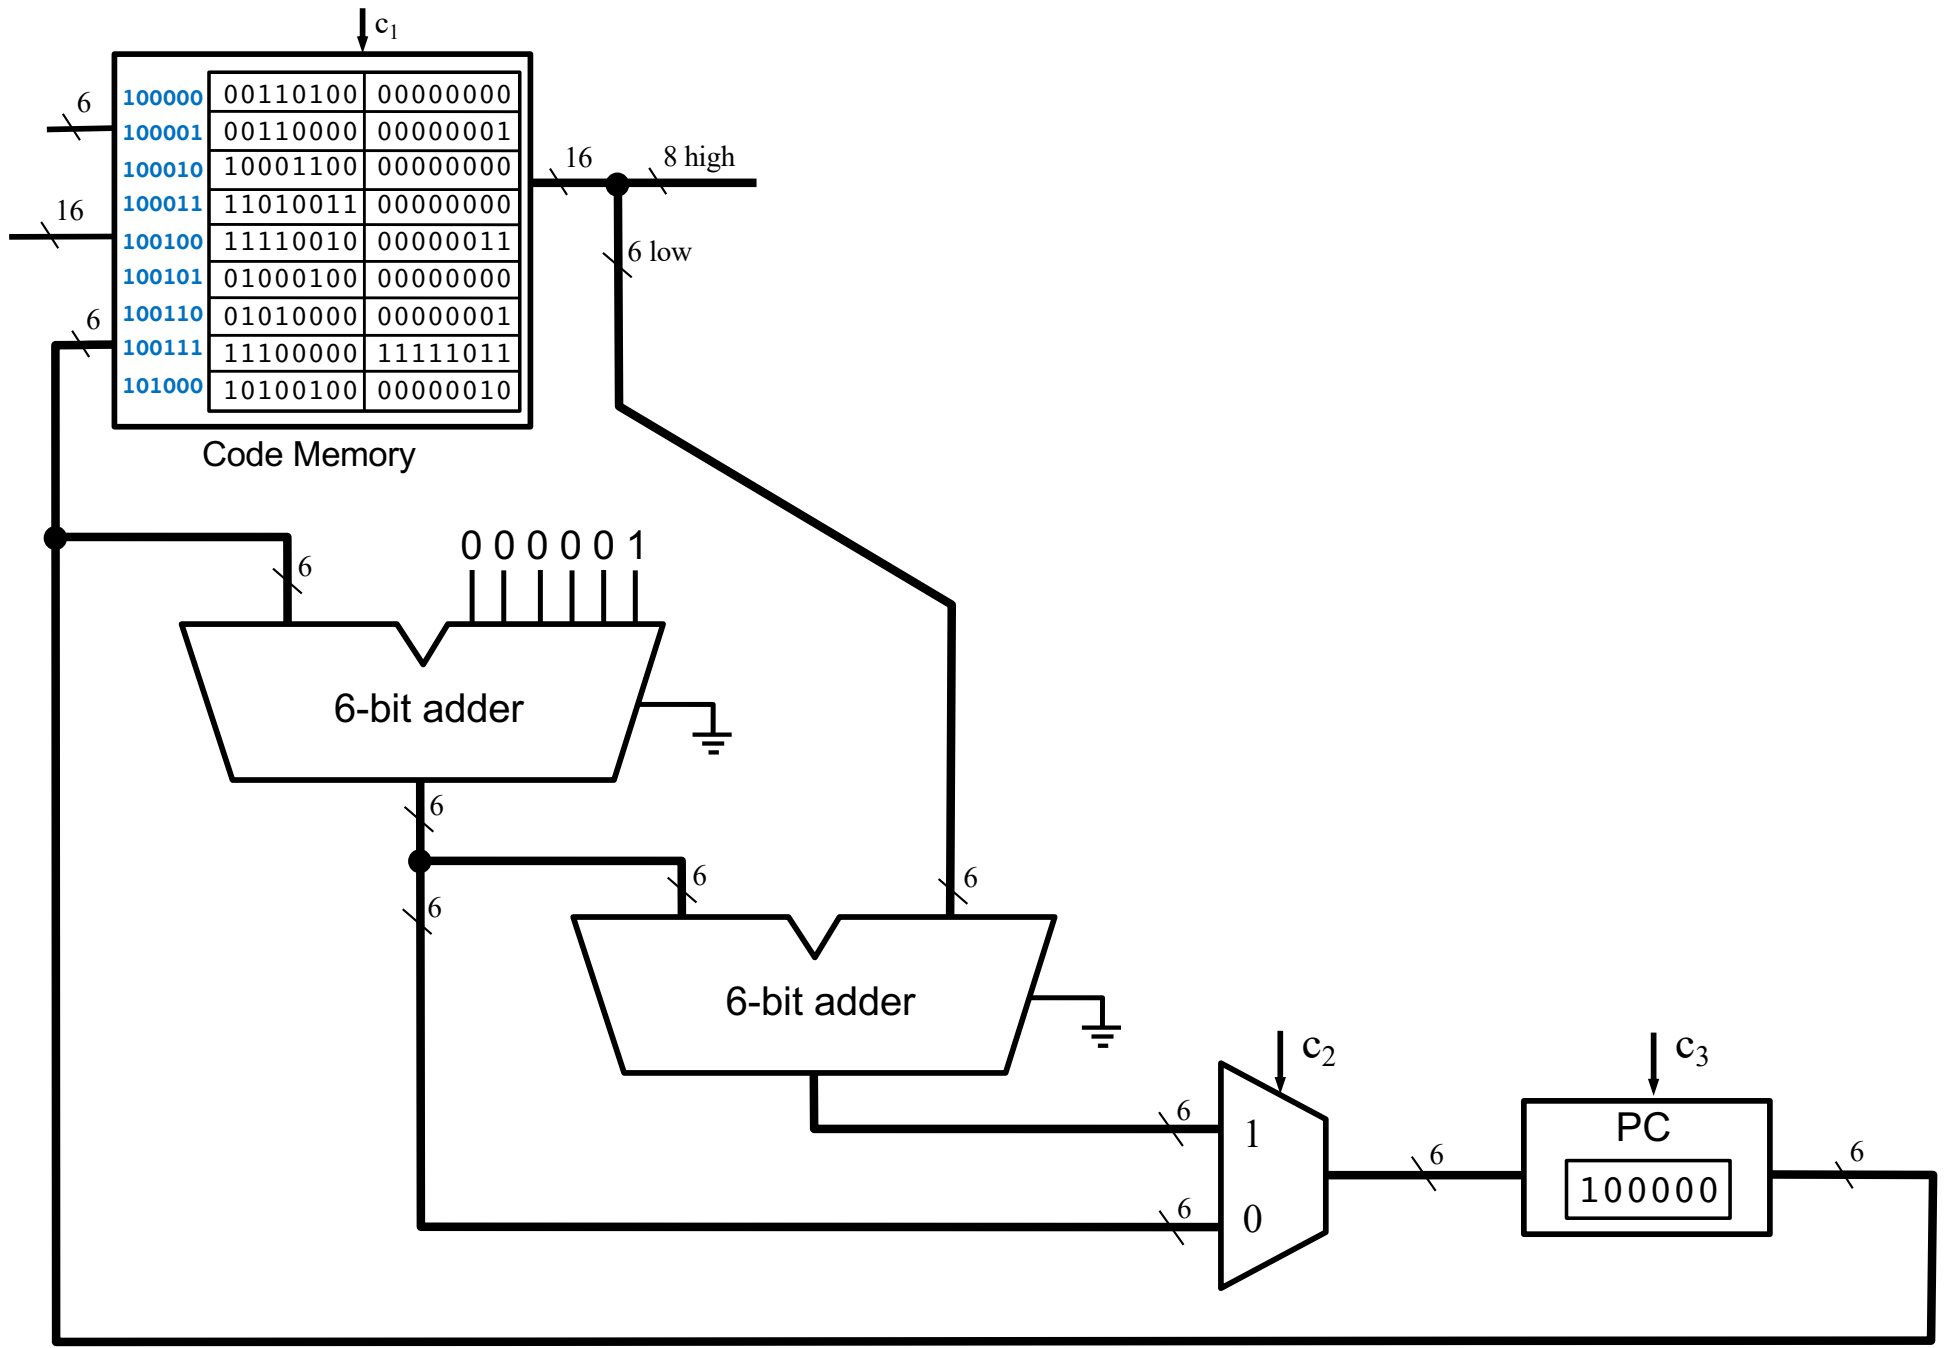 c1
6
100000 00110100 00000000
100001 00110000 00000001
16 8 high
100010 10001100 00000000
100011 11010011 00000000
16
100100 11110010 00000011
6 low
100101 01000100 00000000
100110 01010000 00000001
6
100111 11100000 11111011
101000 10100100 00000010
Code Memory
0 0 0 0 0 1
6
6-bit adder
6
6 6
6
6-bit adder
c2 c3
6 1 PC
6 6
6 0 100000